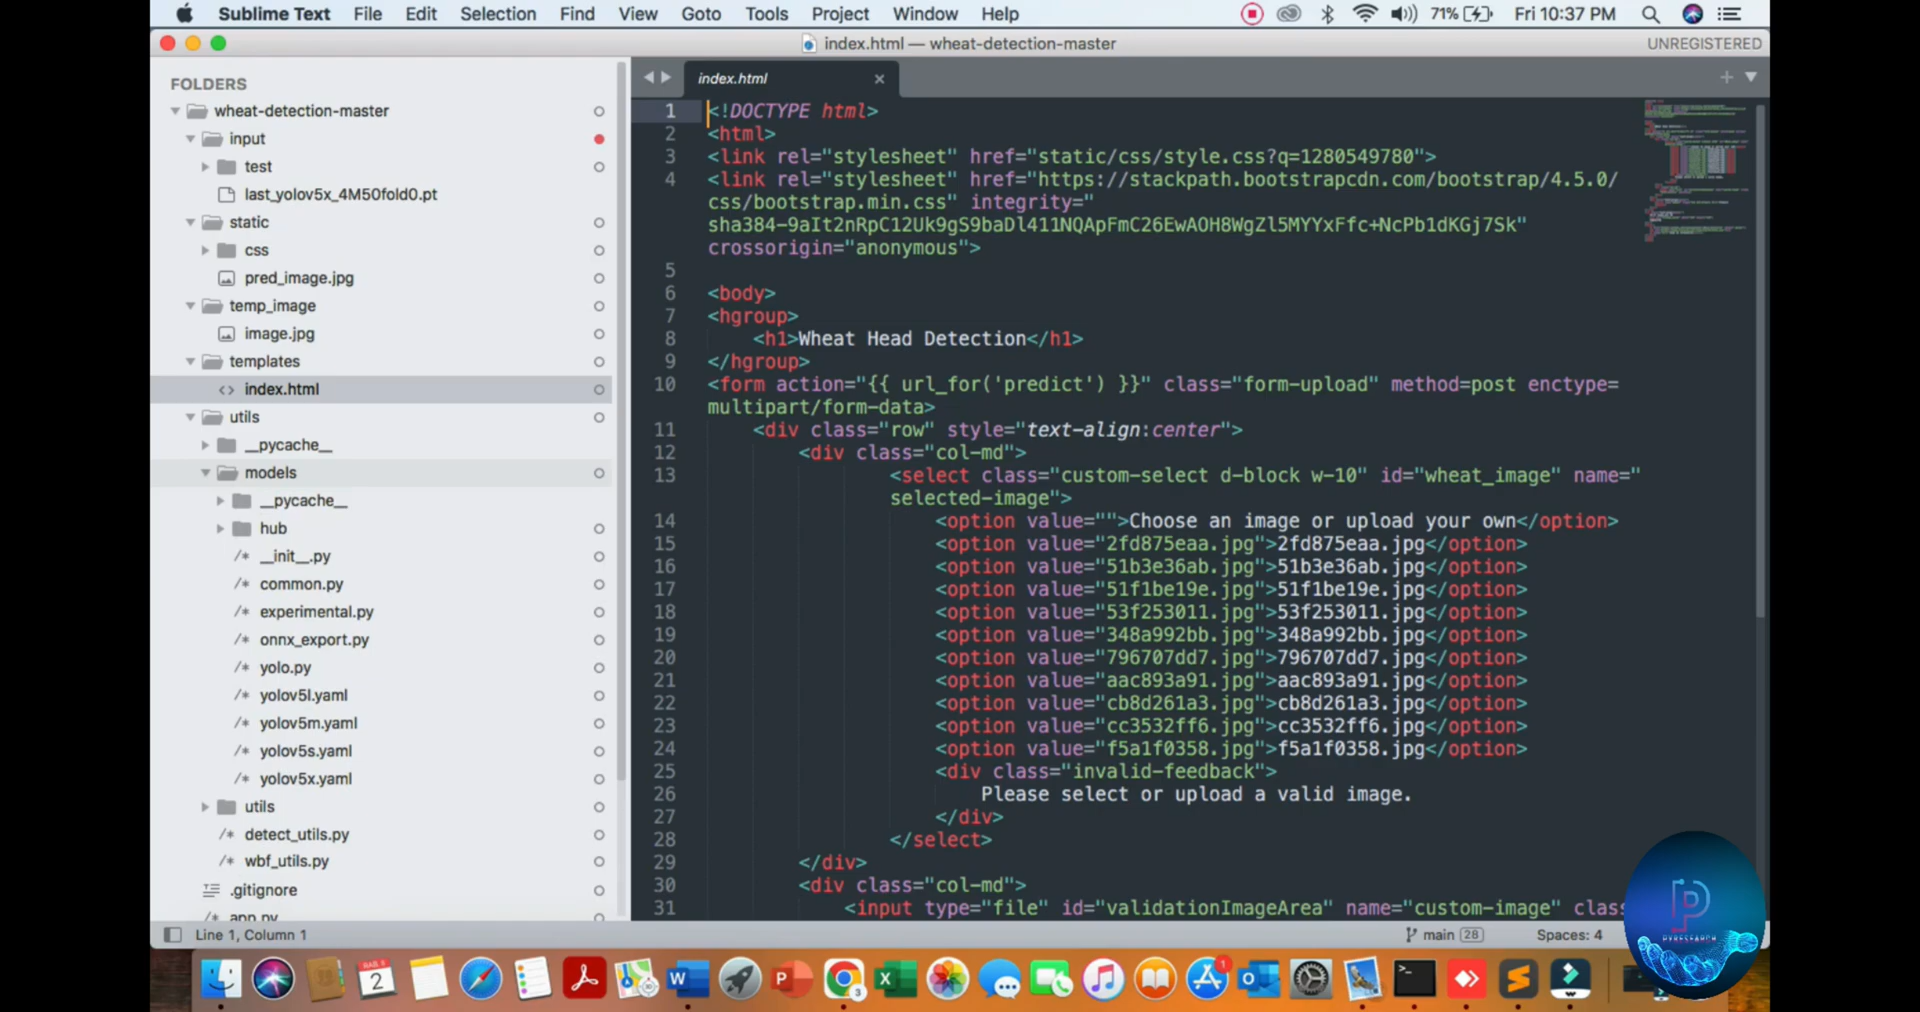 Sublime Text File Edit Selection Find View Goto Tools Project Window Help 71% Fri 10:37 PM
index.html — wheat-detection-master UNREGISTERED
FOLDERS
wheat-detection-master
input
test
last_yolov5x_4M50fold0.pt
static
css
pred_image.jpg
temp_image
image.jpg
templates
<> index.html
utils
__pycache__
models
__pycache__
hub
/* __init__.py
/* common.py
/* experimental.py
/* onnx_export.py
/* yolo.py
/* yolov5l.yaml
/* yolov5m.yaml
/* yolov5s.yaml
/* yolov5x.yaml
utils
/* detect_utils.py
/* wbf_utils.py
.gitignore
/* app.py
index.html
1 <!DOCTYPE html>
2 <html>
3 <link rel="stylesheet" href="static/css/style.css?q=1280549780">
4 <link rel="stylesheet" href="https://stackpath.bootstrapcdn.com/bootstrap/4.5.0/
css/bootstrap.min.css" integrity="
sha384-9aIt2nRpC12Uk9gS9baDl411NQApFmC26EwAOH8WgZl5MYYxFfc+NcPb1dKGj7Sk"
crossorigin="anonymous">
5
6 <body>
7 <hgroup>
8 <h1>Wheat Head Detection</h1>
9 </hgroup>
10 <form action="{{ url_for('predict') }}" class="form-upload" method=post enctype=
multipart/form-data>
11 <div class="row" style="text-align:center">
12 <div class="col-md">
13 <select class="custom-select d-block w-10" id="wheat_image" name="
selected-image">
14 <option value="">Choose an image or upload your own</option>
15 <option value="2fd875eaa.jpg">2fd875eaa.jpg</option>
16 <option value="51b3e36ab.jpg">51b3e36ab.jpg</option>
17 <option value="51f1be19e.jpg">51f1be19e.jpg</option>
18 <option value="53f253011.jpg">53f253011.jpg</option>
19 <option value="348a992bb.jpg">348a992bb.jpg</option>
20 <option value="796707dd7.jpg">796707dd7.jpg</option>
21 <option value="aac893a91.jpg">aac893a91.jpg</option>
22 <option value="cb8d261a3.jpg">cb8d261a3.jpg</option>
23 <option value="cc3532ff6.jpg">cc3532ff6.jpg</option>
24 <option value="f5a1f0358.jpg">f5a1f0358.jpg</option>
25 <div class="invalid-feedback">
26 Please select or upload a valid image.
27 </div>
28 </select>
29 </div>
30 <div class="col-md">
31 <input type="file" id="validationImageArea" name="custom-image" clas
PYRESEARCH
Line 1, Column 1 main 28 Spaces: 4
2
3
1